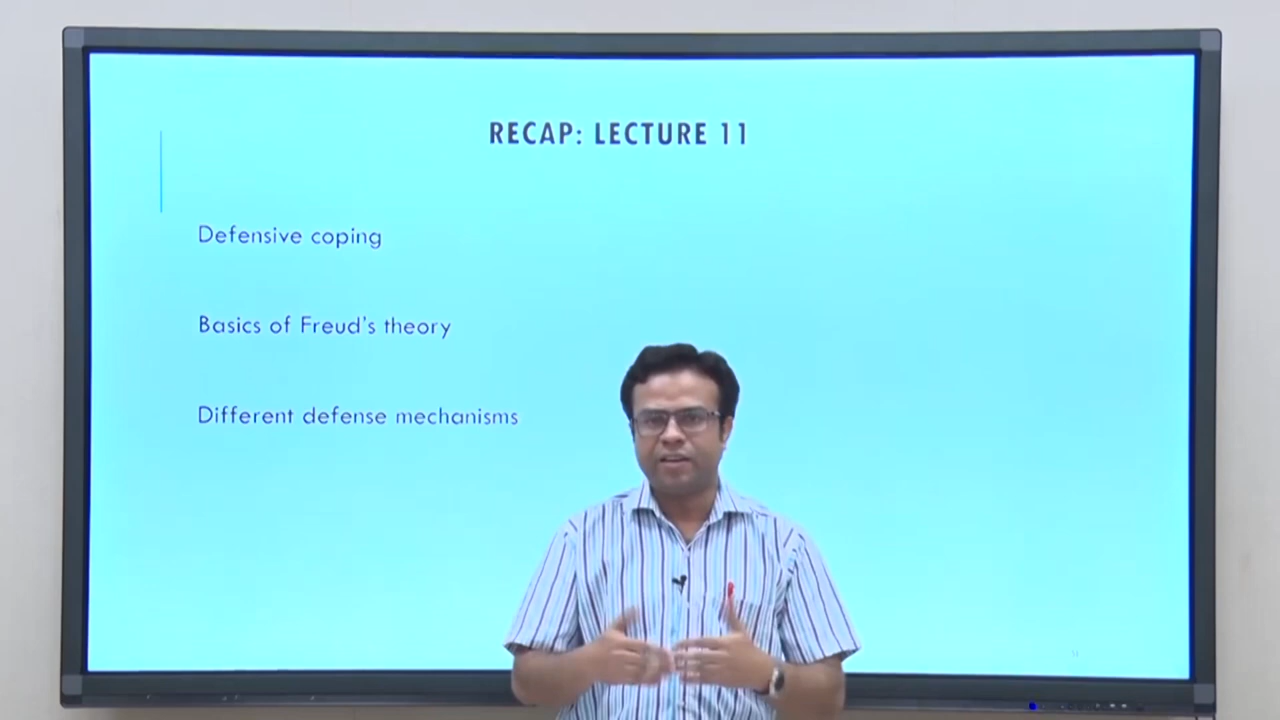 RECAP: LECTURE 11
Defensive coping
Basics of Freud's theory
Different defense mechanisms